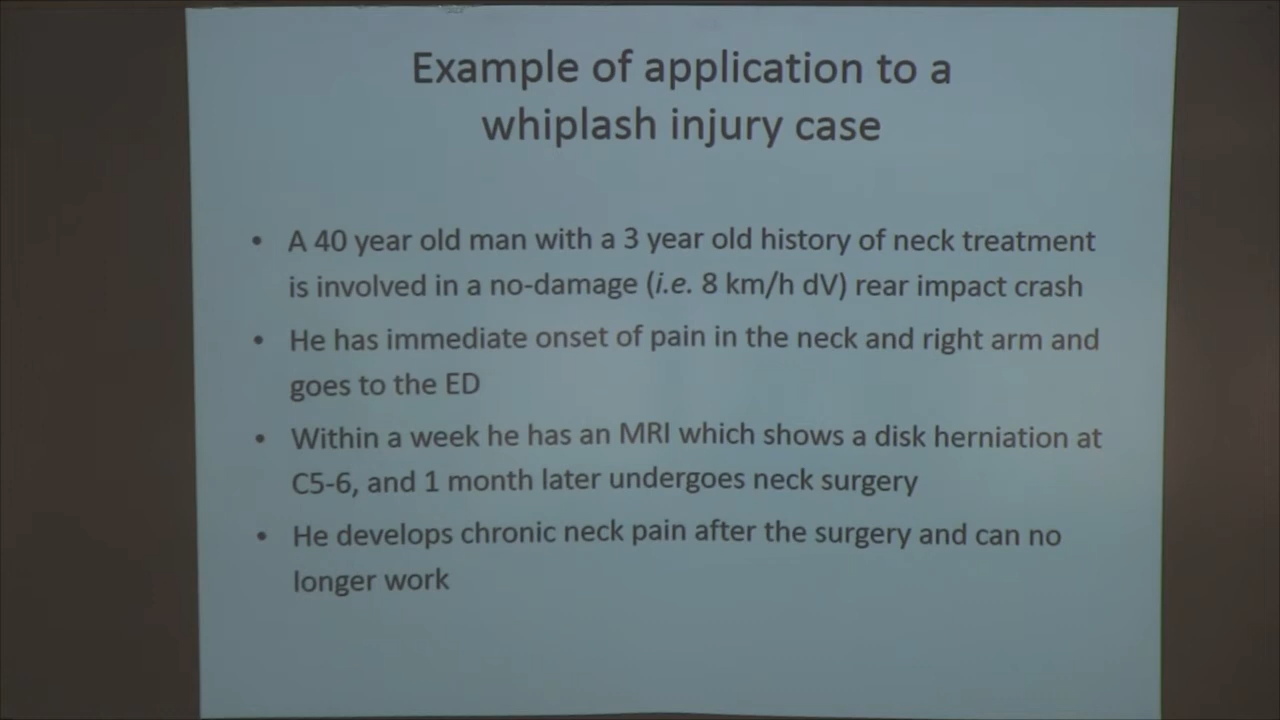 Example of application to a
whiplash injury case
• A 40 year old man with a 3 year old history of neck treatment
is involved in a no-damage (i.e. 8 km/h dV) rear impact crash
• He has immediate onset of pain in the neck and right arm and
goes to the ED
• Within a week he has an MRI which shows a disk herniation at
C5-6, and 1 month later undergoes neck surgery
• He develops chronic neck pain after the surgery and can no
longer work